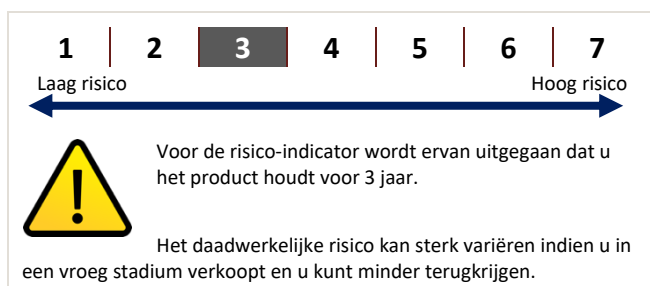 1 2 3 4 5 6 7
Laag risico Hoog risico
Voor de risico-indicator wordt ervan uitgegaan dat u
het product houdt voor 3 jaar.
Het daadwerkelijke risico kan sterk variëren indien u in
een vroeg stadium verkoopt en u kunt minder terugkrijgen.